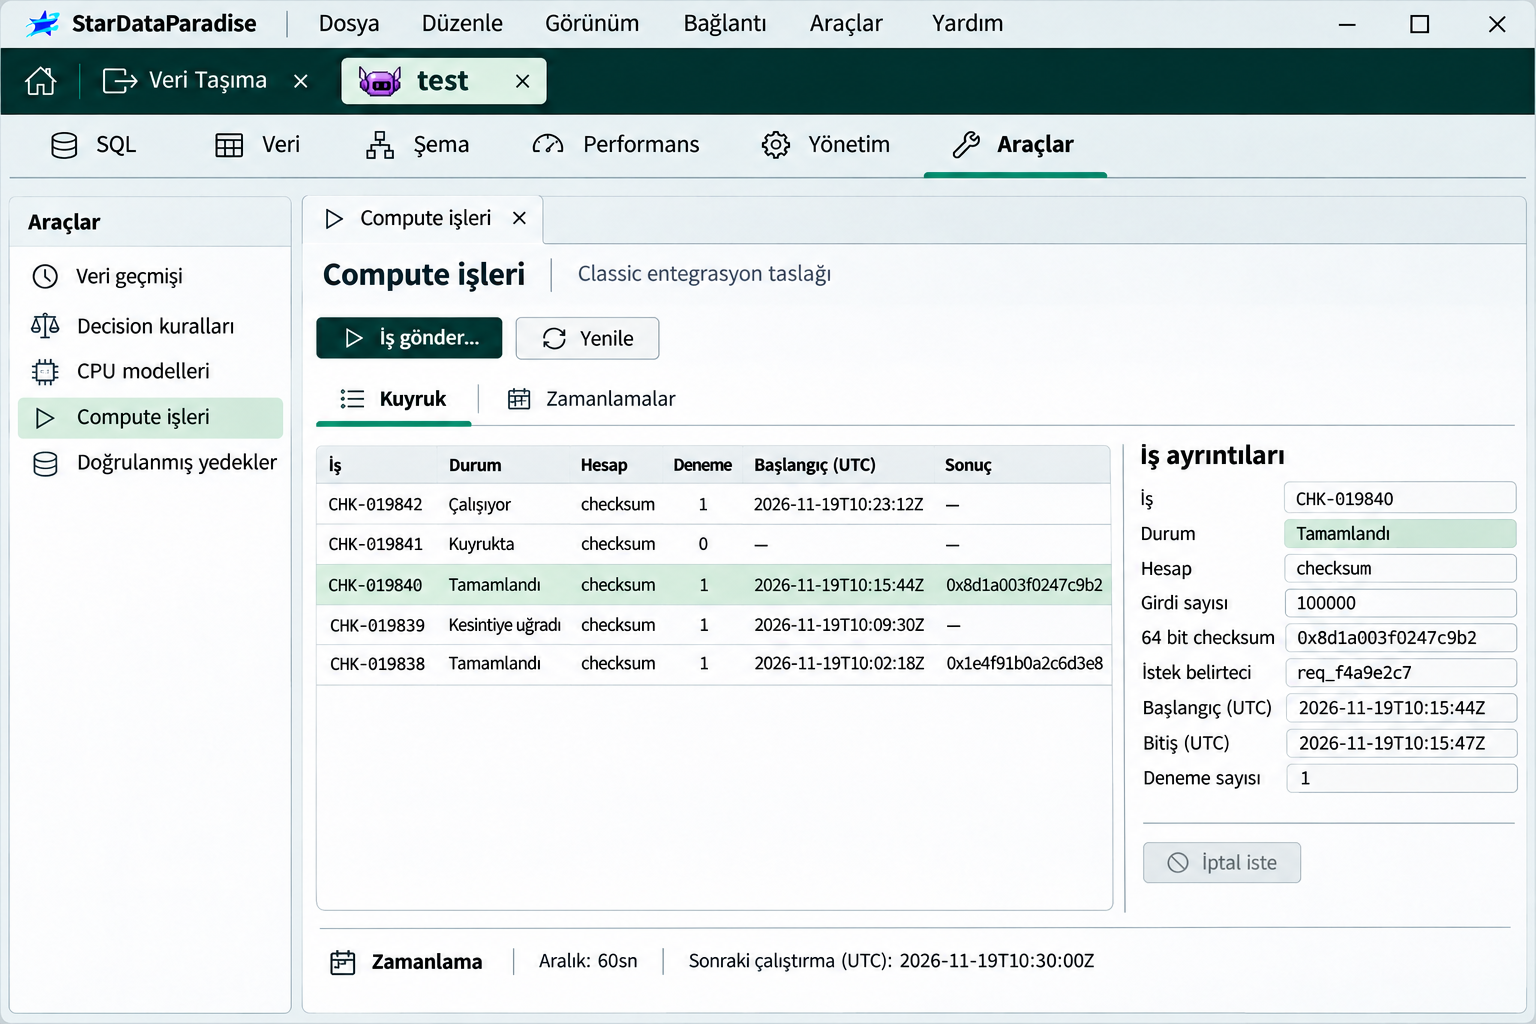 StarDataParadise Dosya Düzenle Görünüm Bağlantı Araçlar Yardım
Veri Taşıma test
SQL Veri Şema Performans Yönetim Araçlar
Araçlar
Veri geçmişi
Decision kuralları
CPU modelleri
Compute işleri
Doğrulanmış yedekler
Compute işleri
Compute işleri Classic entegrasyon taslağı
İş gönder... Yenile
Kuyruk Zamanlamalar
İş Durum Hesap Deneme Başlangıç (UTC) Sonuç
CHK-019842 Çalışıyor checksum 1 2026-11-19T10:23:12Z —
CHK-019841 Kuyrukta checksum 0 — —
CHK-019840 Tamamlandı checksum 1 2026-11-19T10:15:44Z 0x8d1a003f0247c9b2
CHK-019839 Kesintiye uğradı checksum 1 2026-11-19T10:09:30Z —
CHK-019838 Tamamlandı checksum 1 2026-11-19T10:02:18Z 0x1e4f91b0a2c6d3e8
İş ayrıntıları
İş CHK-019840
Durum Tamamlandı
Hesap checksum
Girdi sayısı 100000
64 bit checksum 0x8d1a003f0247c9b2
İstek belirteci req_f4a9e2c7
Başlangıç (UTC) 2026-11-19T10:15:44Z
Bitiş (UTC) 2026-11-19T10:15:47Z
Deneme sayısı 1
İptal iste
Zamanlama Aralık: 60sn Sonraki çalıştırma (UTC): 2026-11-19T10:30:00Z